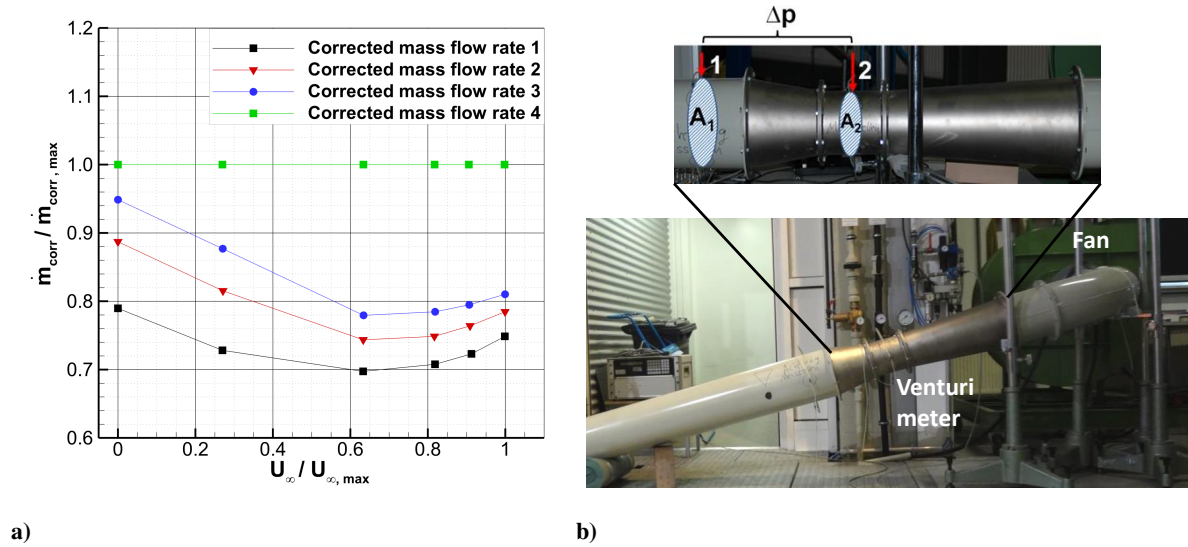 1.2
1.1
1.0
0.9
0.8
0.7
0.6
0
0.2
0.4
0.6
0.8
1
ṁcorr / ṁcorr, max
U∞ / U∞, max
Corrected mass flow rate 1
Corrected mass flow rate 2
Corrected mass flow rate 3
Corrected mass flow rate 4
a)
Δp
1
2
A1
A2
Fan
Venturi
meter
b)